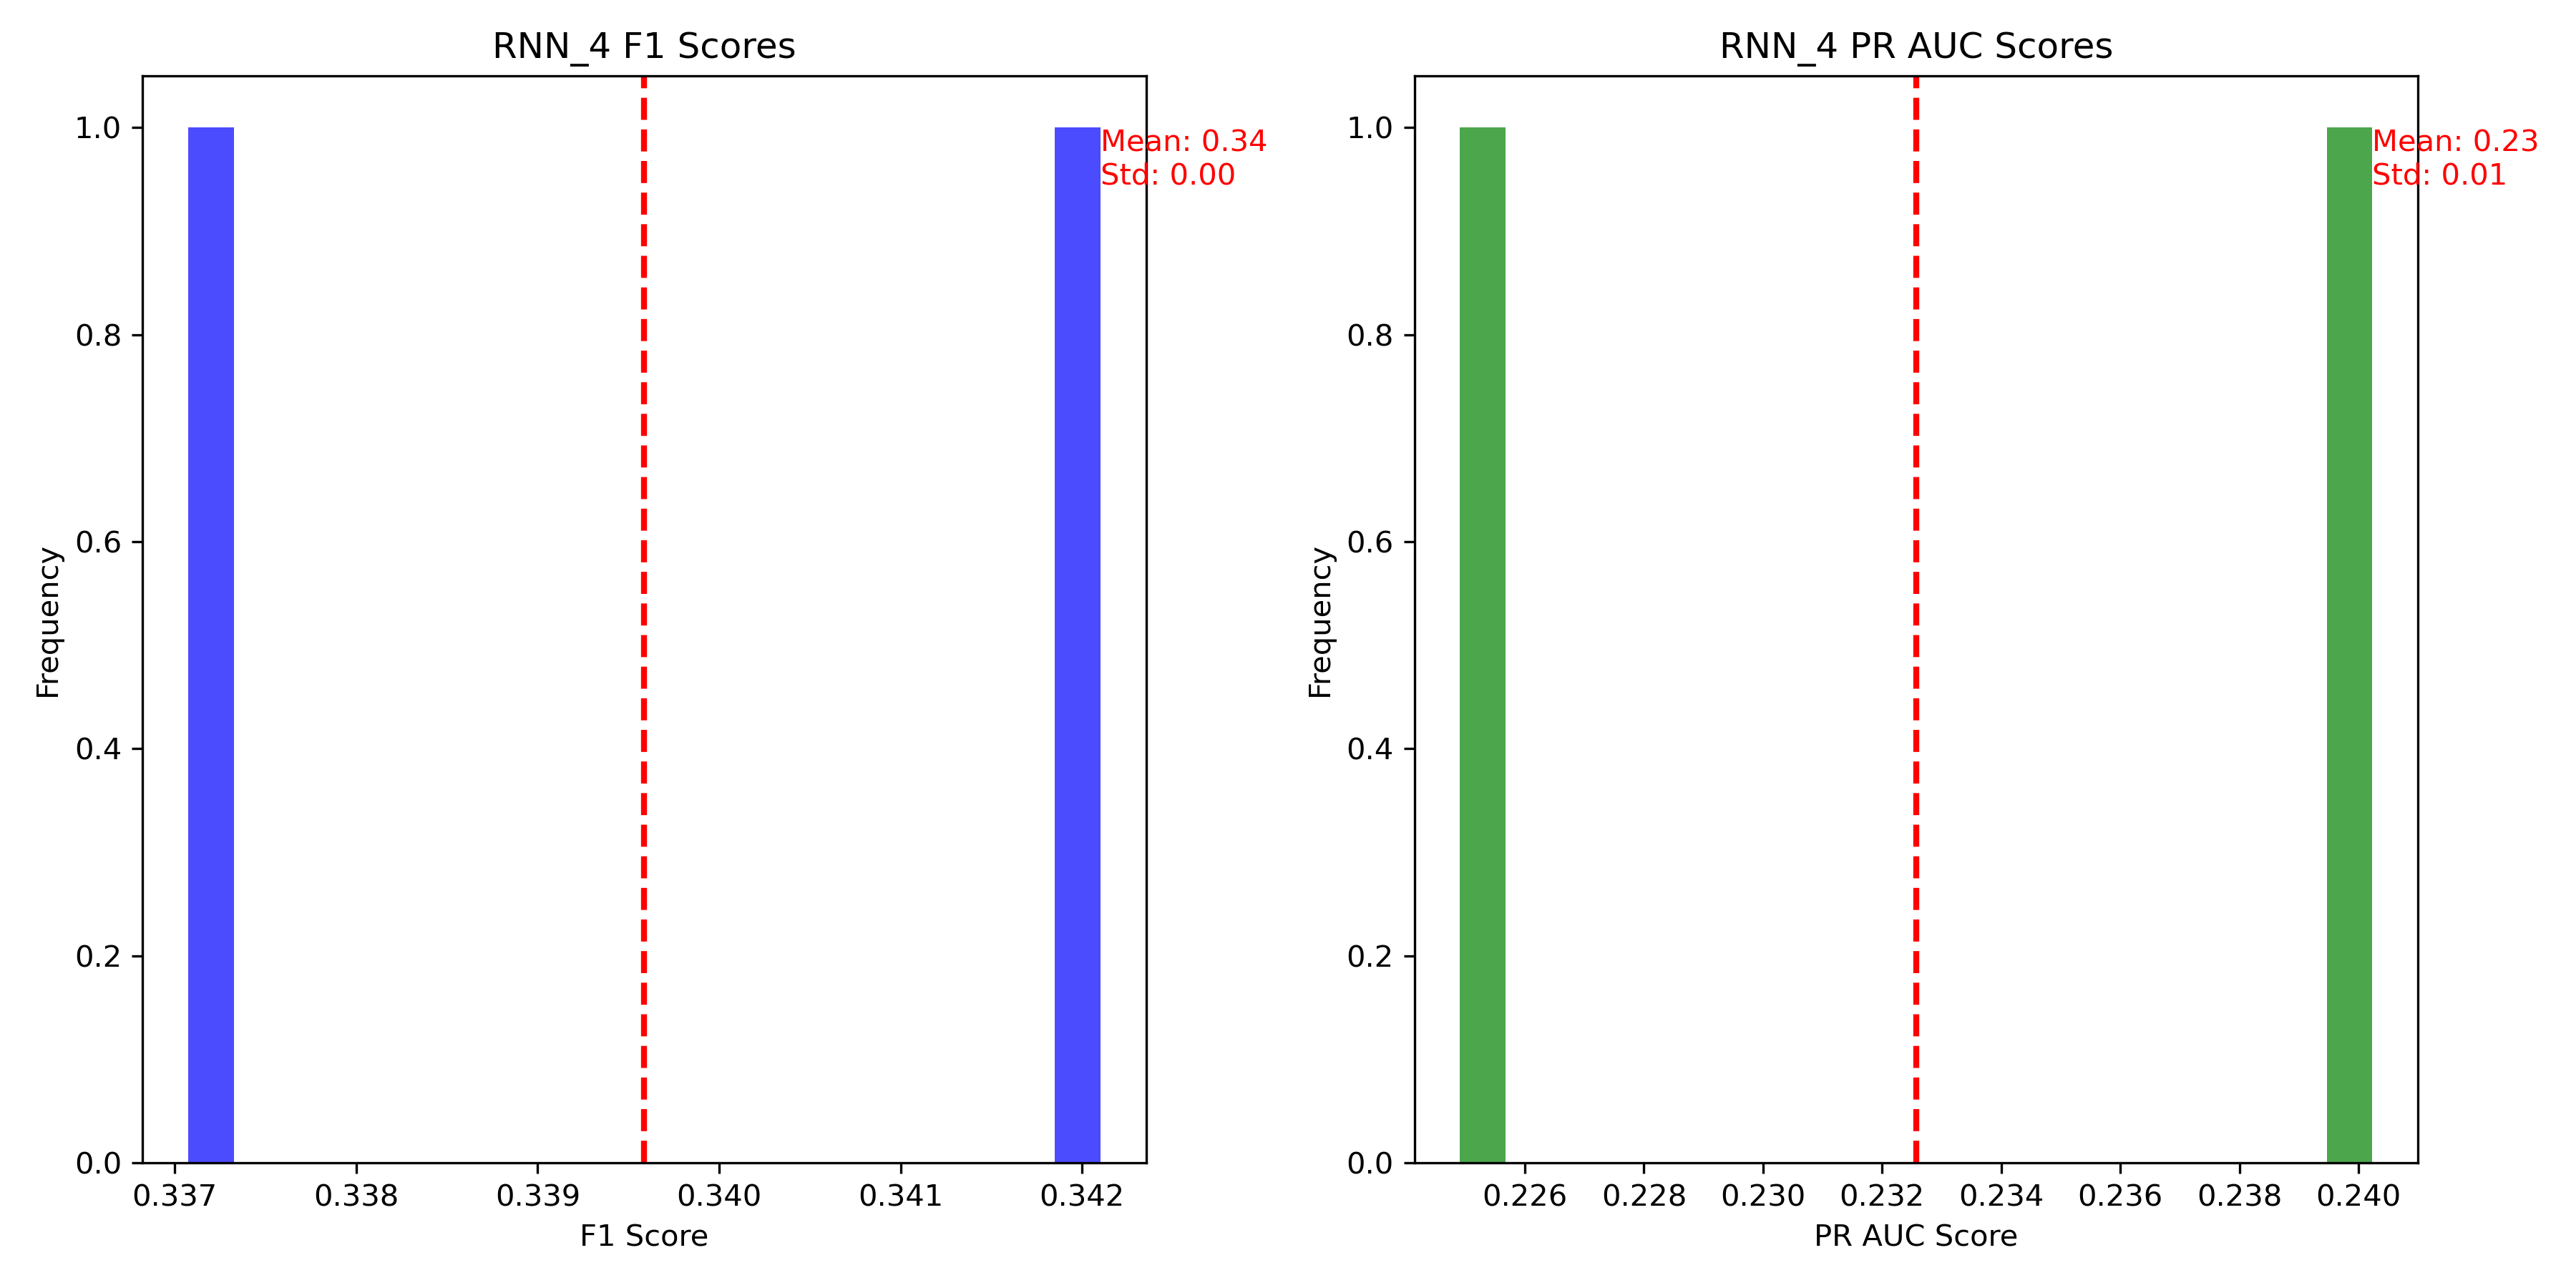 RNN_4 F1 Scores
1.0
0.8
0.6
0.4
0.2
0.0
Frequency
Mean: 0.34
Std: 0.00
0.337 0.338 0.339 0.340 0.341 0.342
F1 Score
RNN_4 PR AUC Scores
1.0
0.8
0.6
0.4
0.2
0.0
Frequency
Mean: 0.23
Std: 0.01
0.226 0.228 0.230 0.232 0.234 0.236 0.238 0.240
PR AUC Score